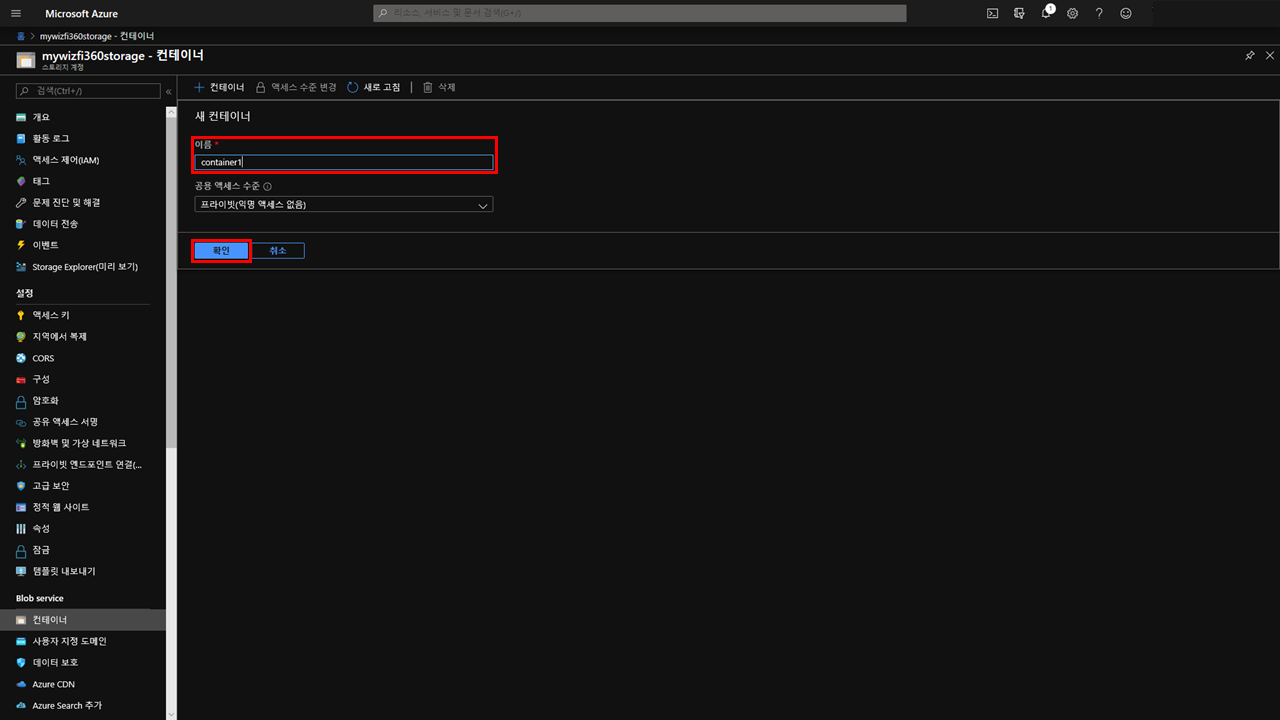 Microsoft Azure
리소스, 서비스 및 문서 검색(G+/)
1
홈 > mywizfi360storage - 컨테이너
mywizfi360storage - 컨테이너
스토리지 계정
검색(Ctrl+/)
개요
활동 로그
액세스 제어(IAM)
태그
문제 진단 및 해결
데이터 전송
이벤트
Storage Explorer(미리 보기)
설정
액세스 키
지역에서 복제
CORS
구성
암호화
공유 액세스 서명
방화벽 및 가상 네트워크
프라이빗 엔드포인트 연결(...
고급 보안
정적 웹 사이트
속성
잠금
템플릿 내보내기
Blob service
컨테이너
사용자 지정 도메인
데이터 보호
Azure CDN
Azure Search 추가
컨테이너 액세스 수준 변경 새로 고침 | 삭제
새 컨테이너
이름 *
container1
공용 액세스 수준
프라이빗(익명 액세스 없음)
확인 취소